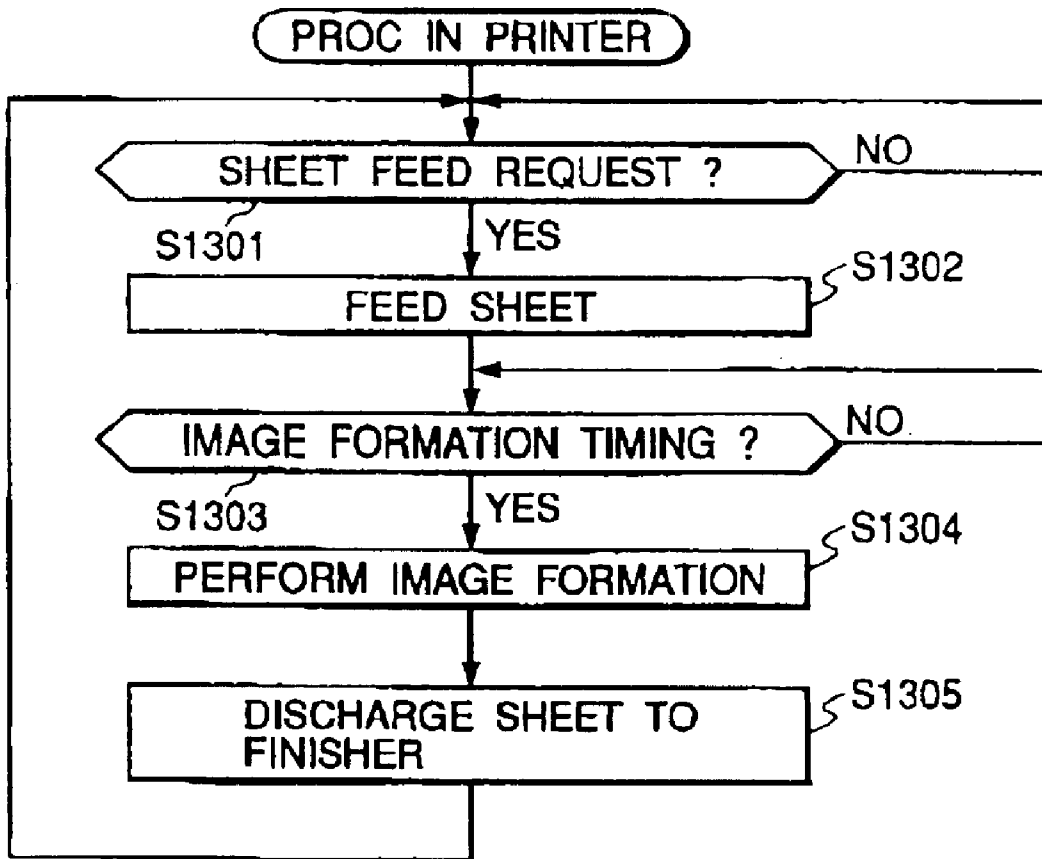 PROC IN PRINTER
SHEET FEED REQUEST ?
NO
S1301
YES
S1302
FEED SHEET
IMAGE FORMATION TIMING ?
NO
S1303
YES
S1304
PERFORM IMAGE FORMATION
S1305
DISCHARGE SHEET TO
FINISHER